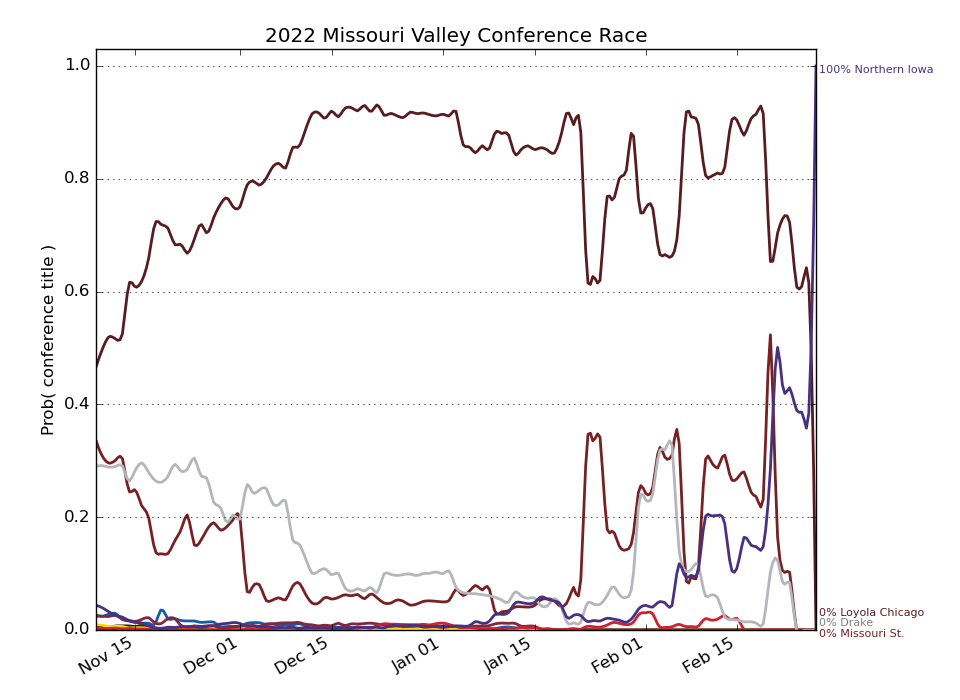 2022 Missouri Valley Conference Race
1.0
0.8
0.6
0.4
0.2
0.0
Prob( conference title )
Nov 15
Dec 01
Dec 15
Jan 01
Jan 15
Feb 01
Feb 15
100% Northern Iowa
0% Loyola Chicago
0% Drake
0% Missouri St.